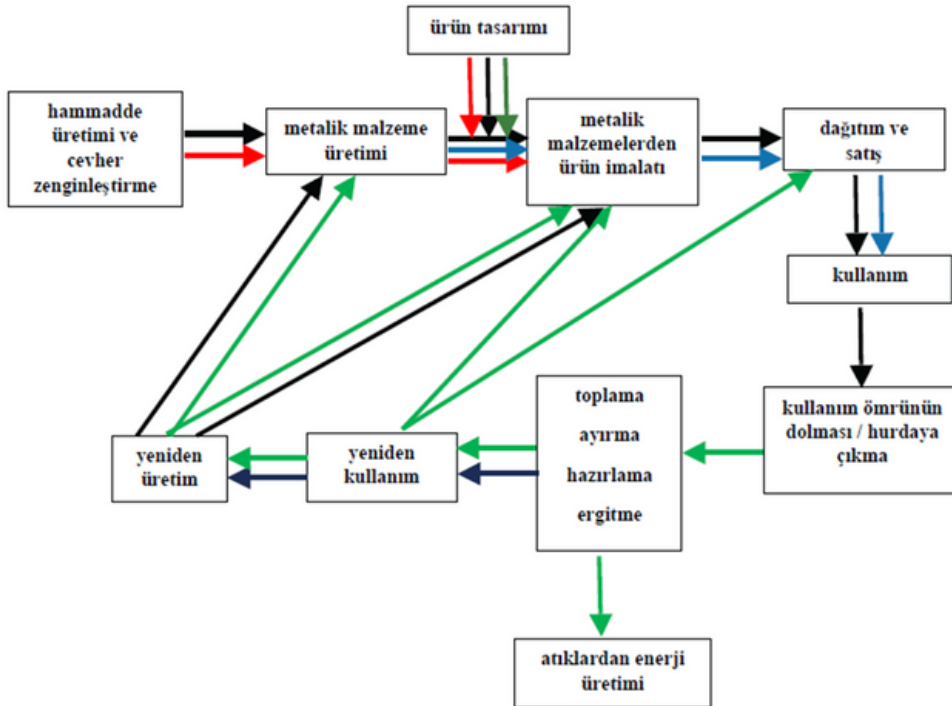 ürün tasarımı
hammadde
üretimi ve
cevher
zenginleştirme
metalik malzeme
üretimi
metalik
malzemelerden
ürün imalatı
dağıtım ve
satış
kullanım
kullanım ömrünün
dolması / hurdaya
çıkma
toplama
ayırma
hazırlama
ergitme
yeniden
kullanım
yeniden
üretim
atıklardan enerji
üretimi